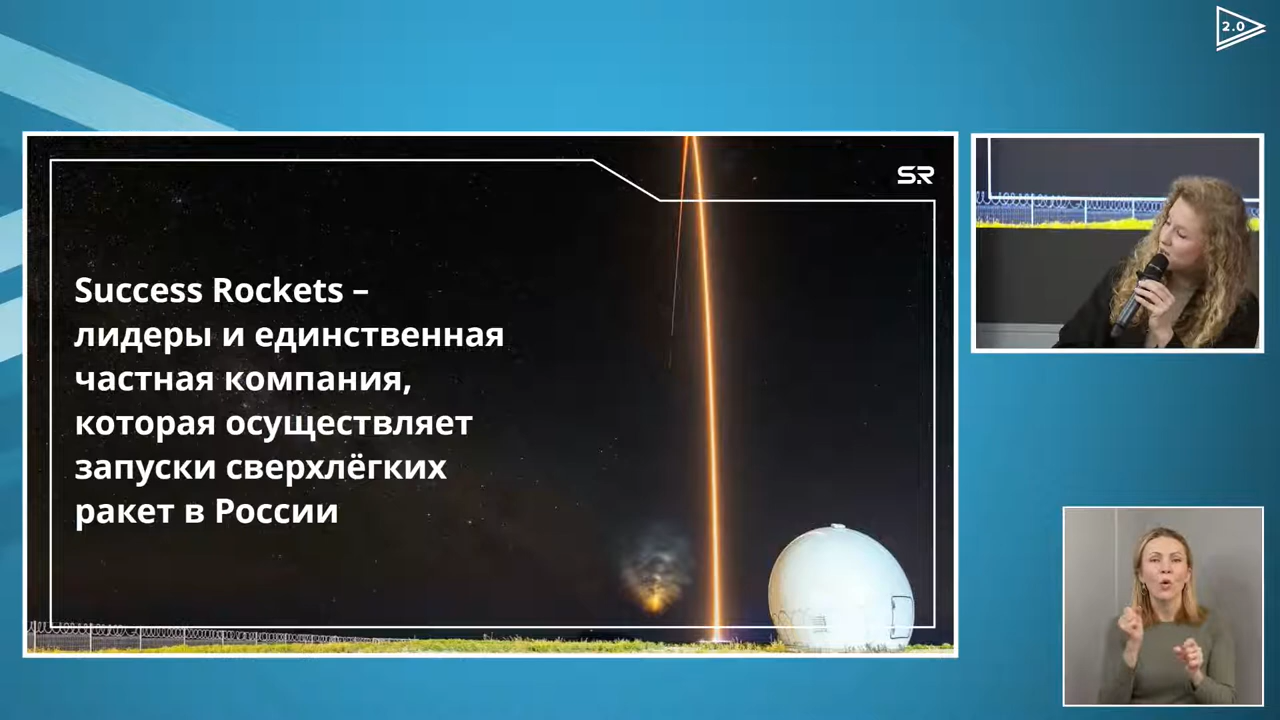 2.0
SR
Success Rockets –
лидеры и единственная
частная компания,
которая осуществляет
запуски сверхлёгких
ракет в России